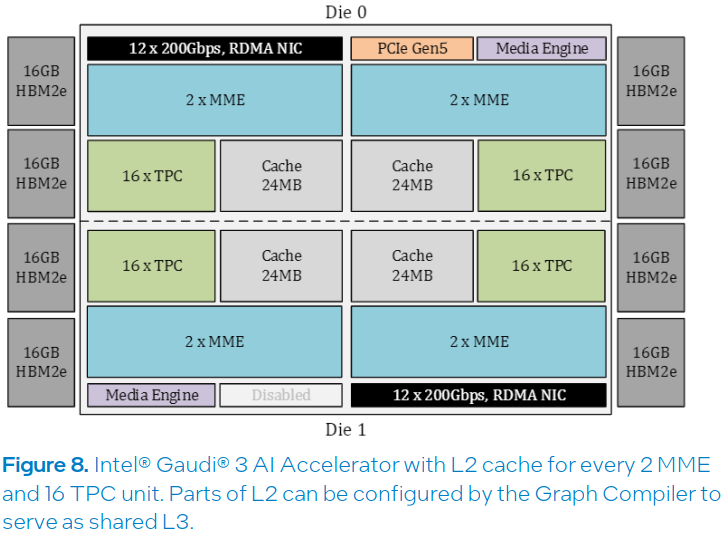 Die 0
12 x 200Gbps, RDMA NIC
PCIe Gen5
Media Engine
16GB
HBM2e
2 x MME
2 x MME
16GB
HBM2e
16GB
HBM2e
16 x TPC
Cache
24MB
Cache
24MB
16 x TPC
16GB
HBM2e
16GB
HBM2e
16 x TPC
Cache
24MB
Cache
24MB
16 x TPC
16GB
HBM2e
16GB
HBM2e
2 x MME
2 x MME
16GB
HBM2e
Media Engine
Disabled
12 x 200Gbps, RDMA NIC
Die 1
Figure 8. Intel® Gaudi® 3 AI Accelerator with L2 cache for every 2 MME
and 16 TPC unit. Parts of L2 can be configured by the Graph Compiler to
serve as shared L3.